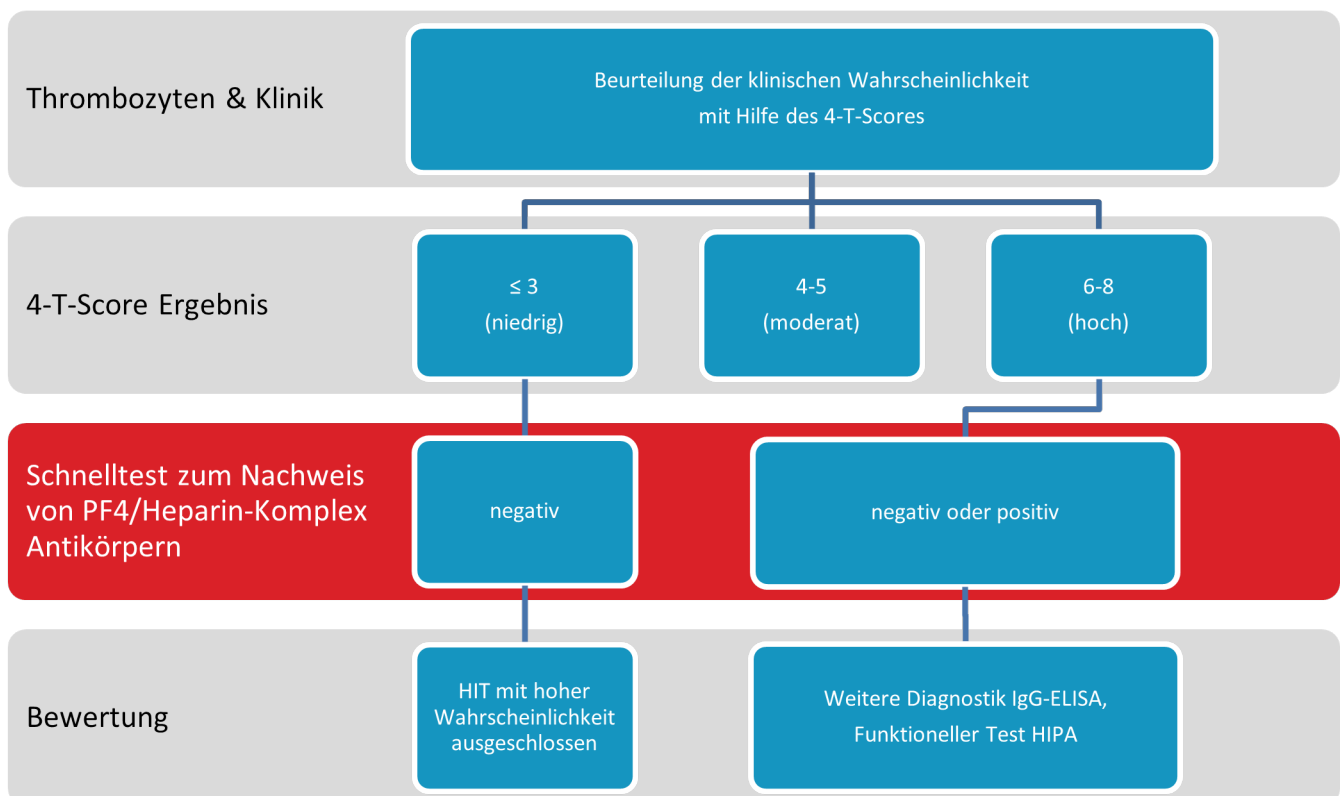 Thrombozyten & Klinik
Beurteilung der klinischen Wahrscheinlichkeit
mit Hilfe des 4-T-Scores
4-T-Score Ergebnis
≤ 3
(niedrig)
4-5
(moderat)
6-8
(hoch)
Schnelltest zum Nachweis
von PF4/Heparin-Komplex
Antikörpern
negativ
negativ oder positiv
Bewertung
HIT mit hoher
Wahrscheinlichkeit
ausgeschlossen
Weitere Diagnostik IgG-ELISA,
Funktioneller Test HIPA